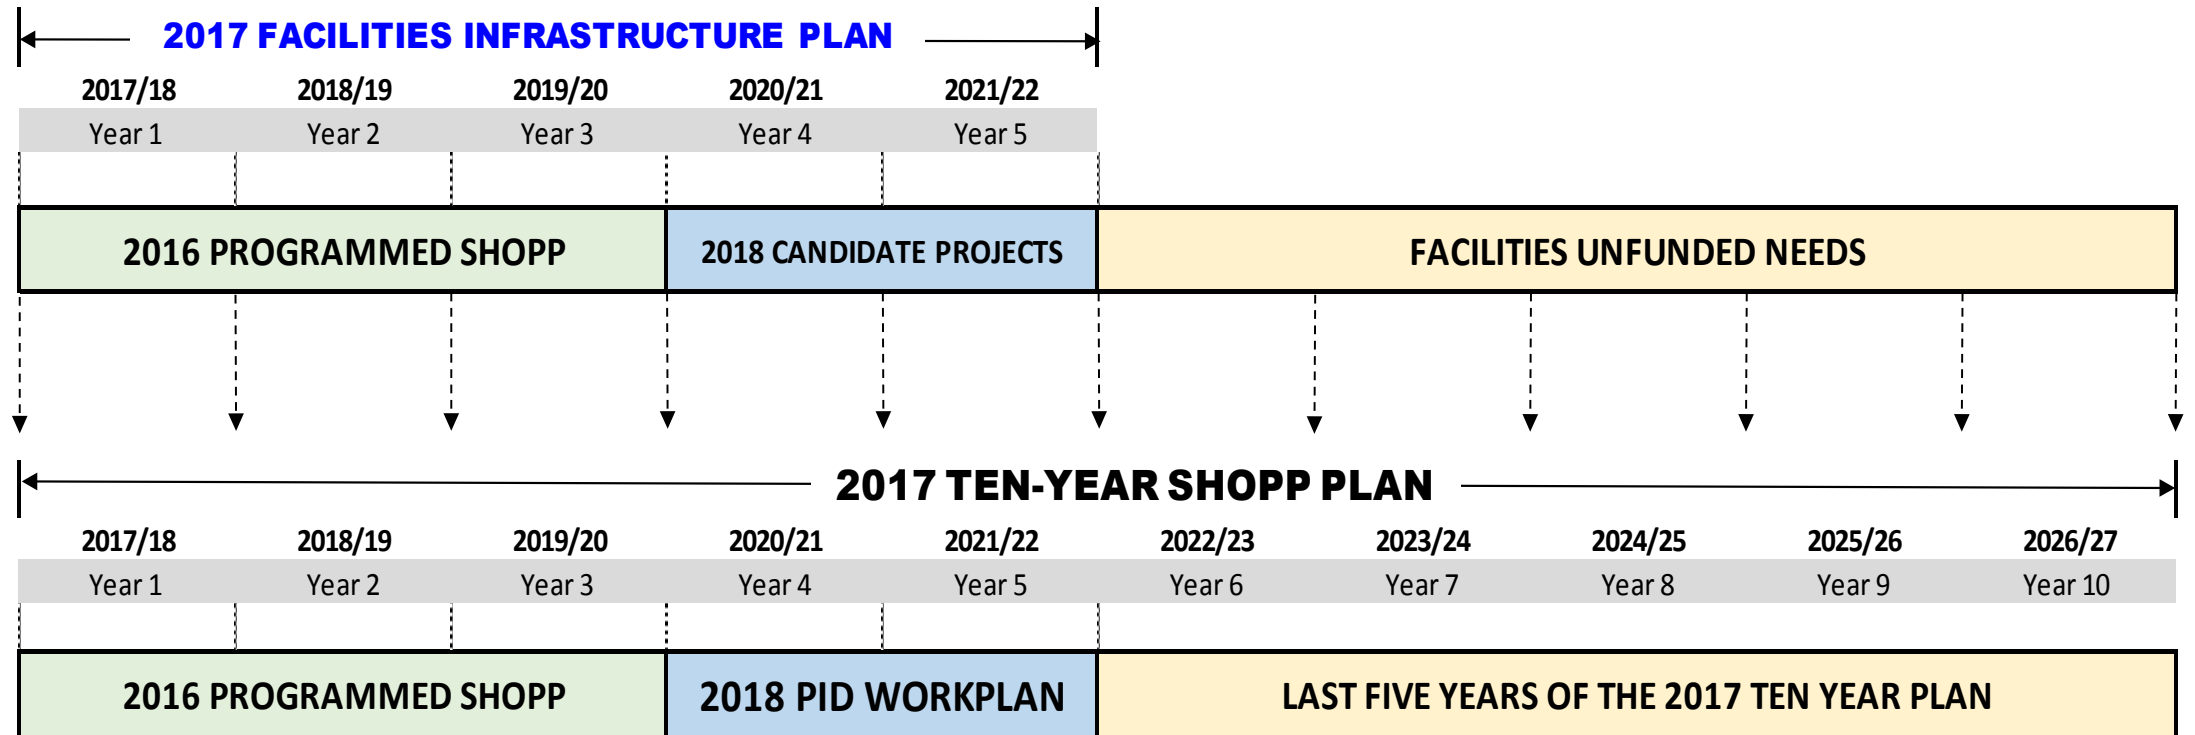 2017 FACILITIES INFRASTRUCTURE PLAN
2017/18 2018/19 2019/20 2020/21 2021/22
Year 1 Year 2 Year 3 Year 4 Year 5
2016 PROGRAMMED SHOPP 2018 CANDIDATE PROJECTS FACILITIES UNFUNDED NEEDS
2017 TEN-YEAR SHOPP PLAN
2017/18 2018/19 2019/20 2020/21 2021/22 2022/23 2023/24 2024/25 2025/26 2026/27
Year 1 Year 2 Year 3 Year 4 Year 5 Year 6 Year 7 Year 8 Year 9 Year 10
2016 PROGRAMMED SHOPP 2018 PID WORKPLAN LAST FIVE YEARS OF THE 2017 TEN YEAR PLAN